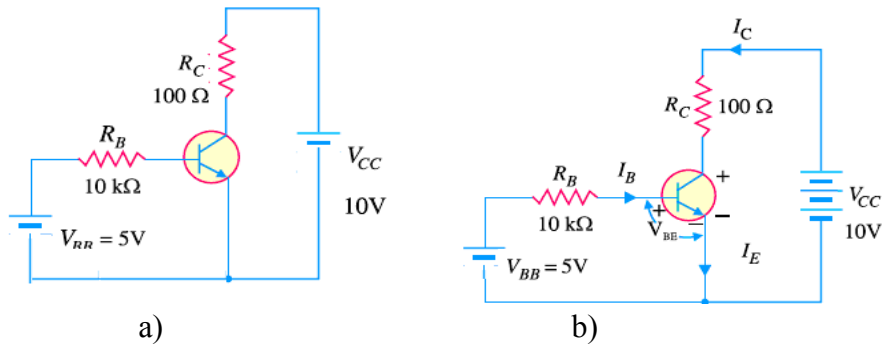 R_C
100 Ω
R_B
10 kΩ
V_CC
10V
V_BB = 5V
a)
I_C
R_C 100 Ω
R_B
I_B
10 kΩ
+
+
–
–
V_BE
V_CC
10V
I_E
V_BB = 5V
b)